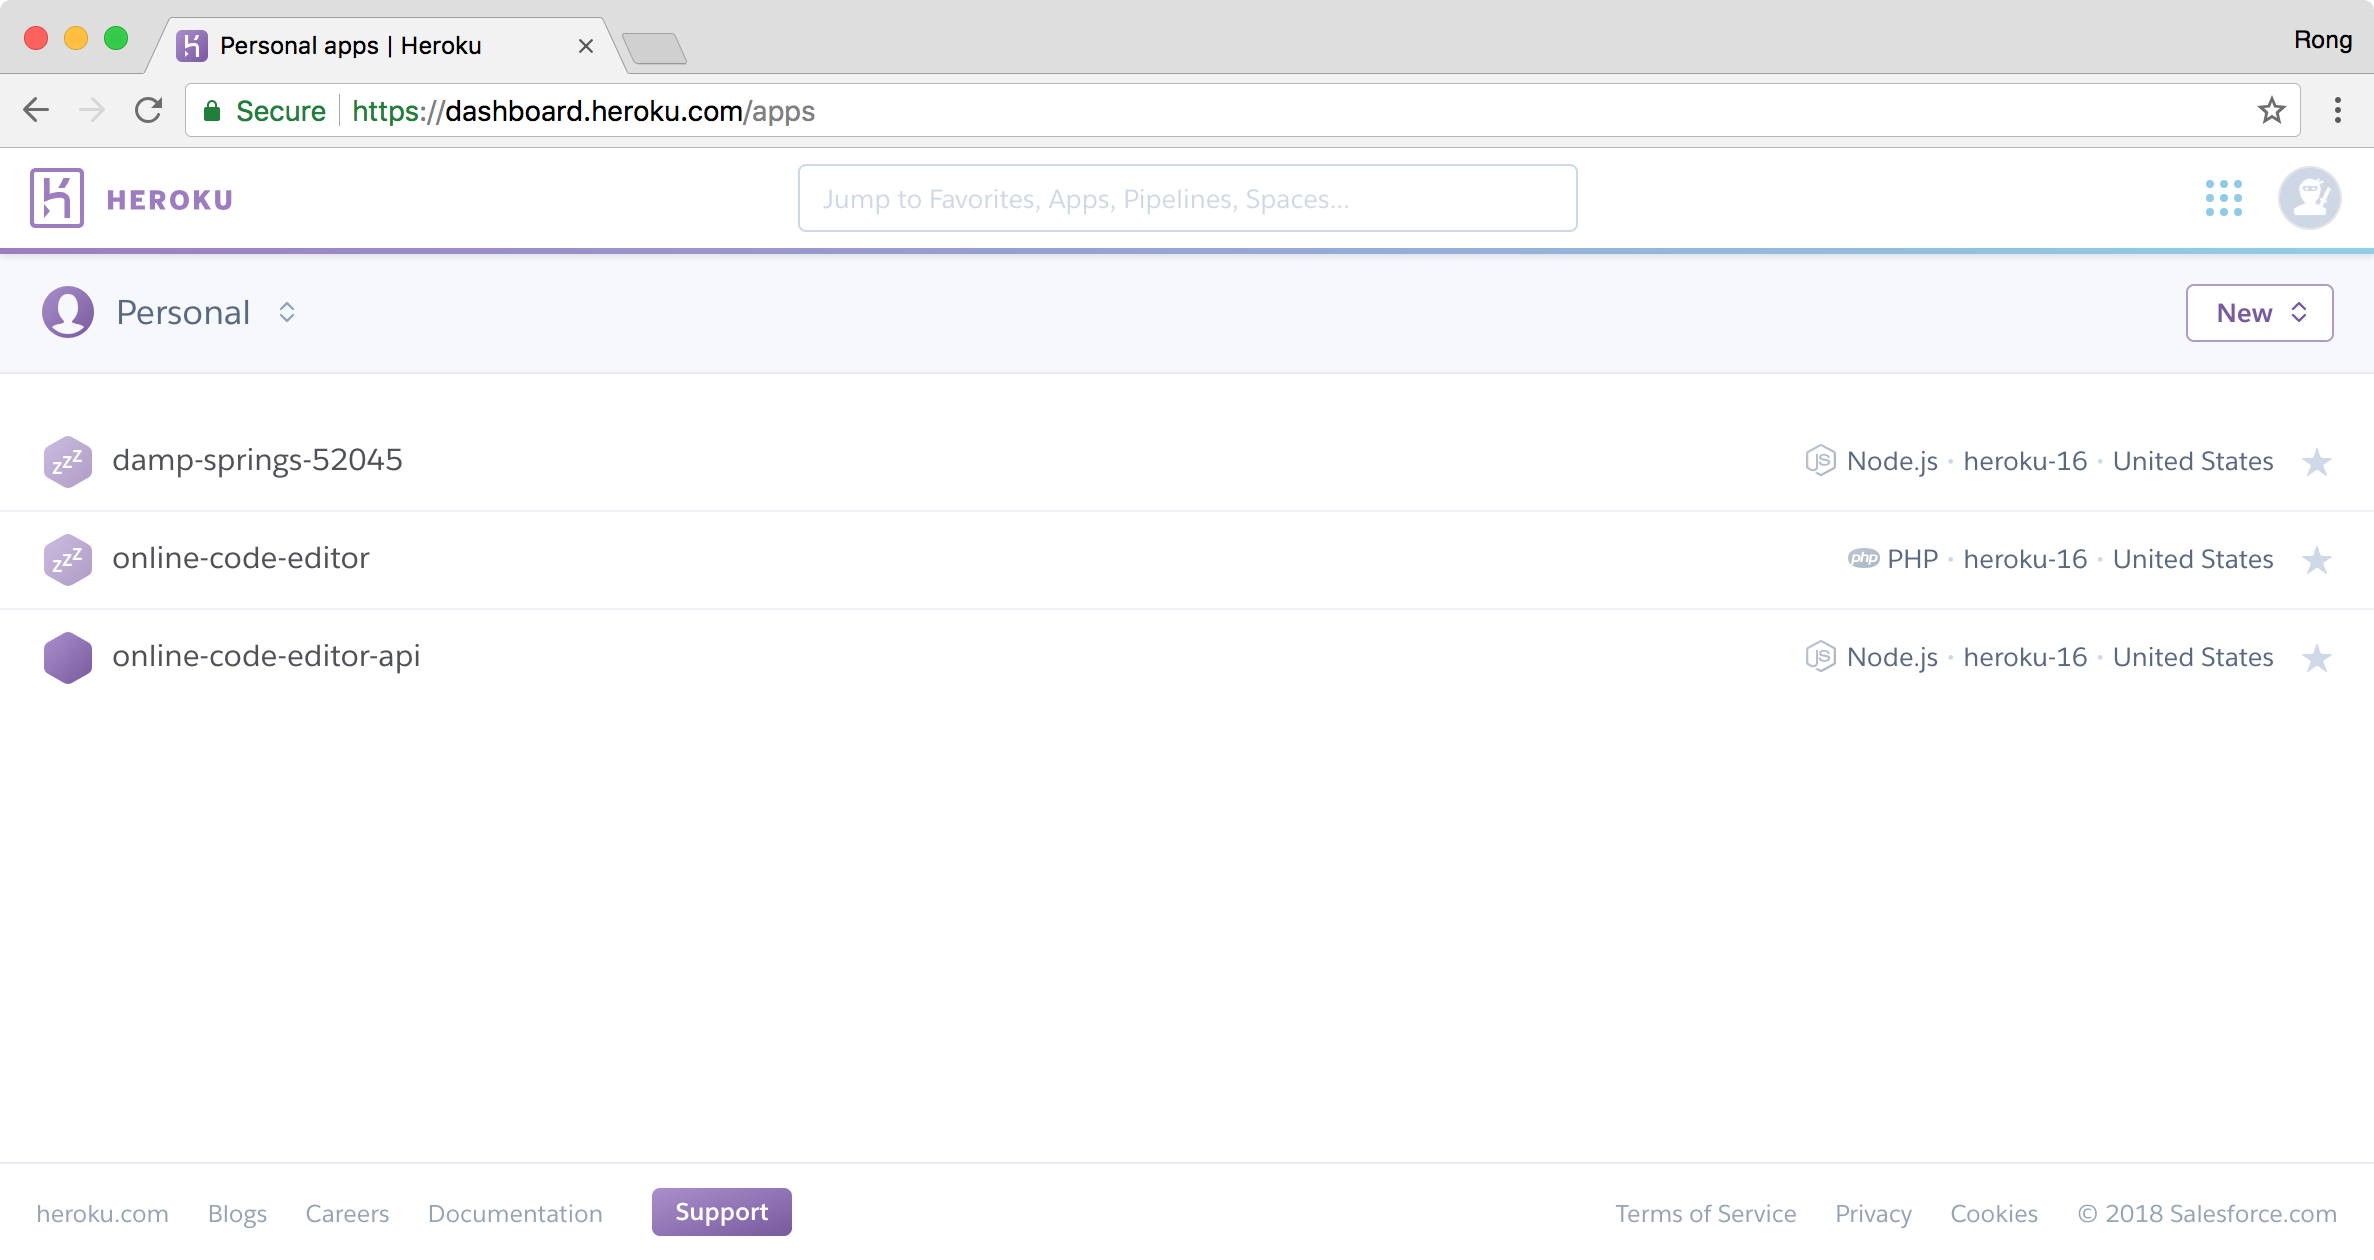 Personal apps | Heroku
Rong
Secure https://dashboard.heroku.com/apps
HEROKU
Jump to Favorites, Apps, Pipelines, Spaces...
Personal
New
zzz damp-springs-52045 JS Node.js · heroku-16 · United States
zzz online-code-editor php PHP · heroku-16 · United States
online-code-editor-api JS Node.js · heroku-16 · United States
heroku.com Blogs Careers Documentation Support Terms of Service Privacy Cookies © 2018 Salesforce.com